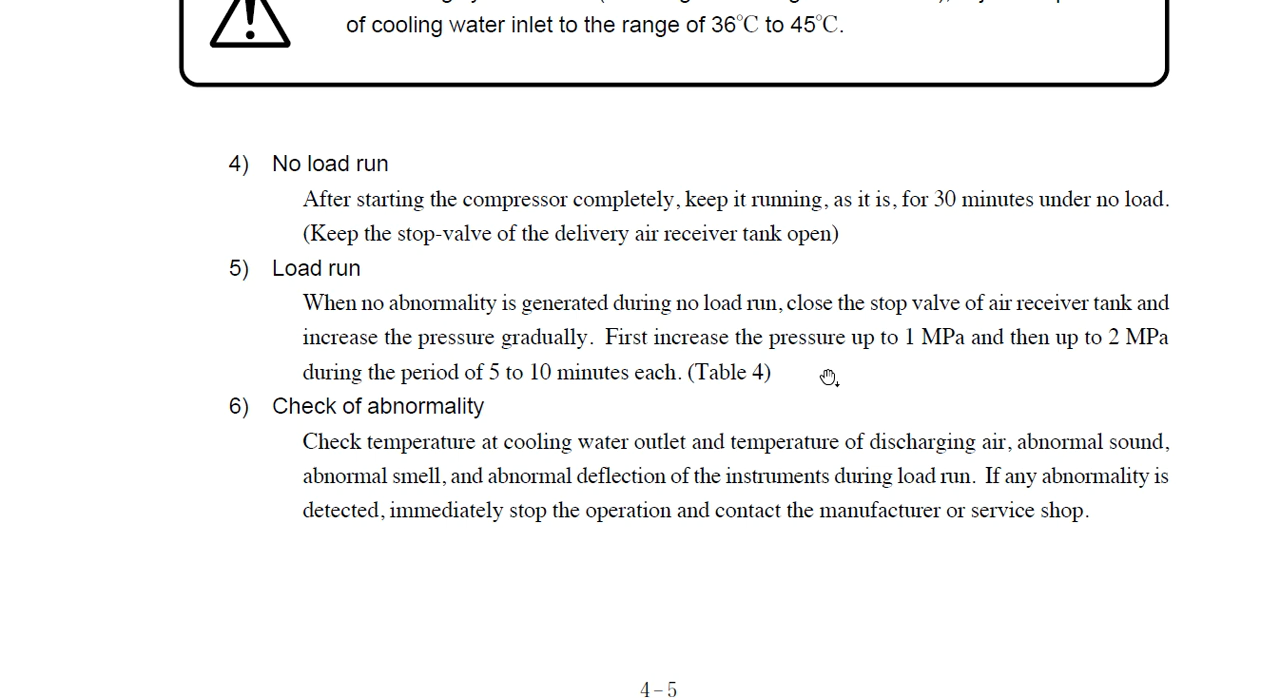 of cooling water inlet to the range of 36℃ to 45℃.
4) No load run
After starting the compressor completely, keep it running, as it is, for 30 minutes under no load.
(Keep the stop-valve of the delivery air receiver tank open)
5) Load run
When no abnormality is generated during no load run, close the stop valve of air receiver tank and
increase the pressure gradually. First increase the pressure up to 1 MPa and then up to 2 MPa
during the period of 5 to 10 minutes each. (Table 4)
6) Check of abnormality
Check temperature at cooling water outlet and temperature of discharging air, abnormal sound,
abnormal smell, and abnormal deflection of the instruments during load run. If any abnormality is
detected, immediately stop the operation and contact the manufacturer or service shop.
4-5